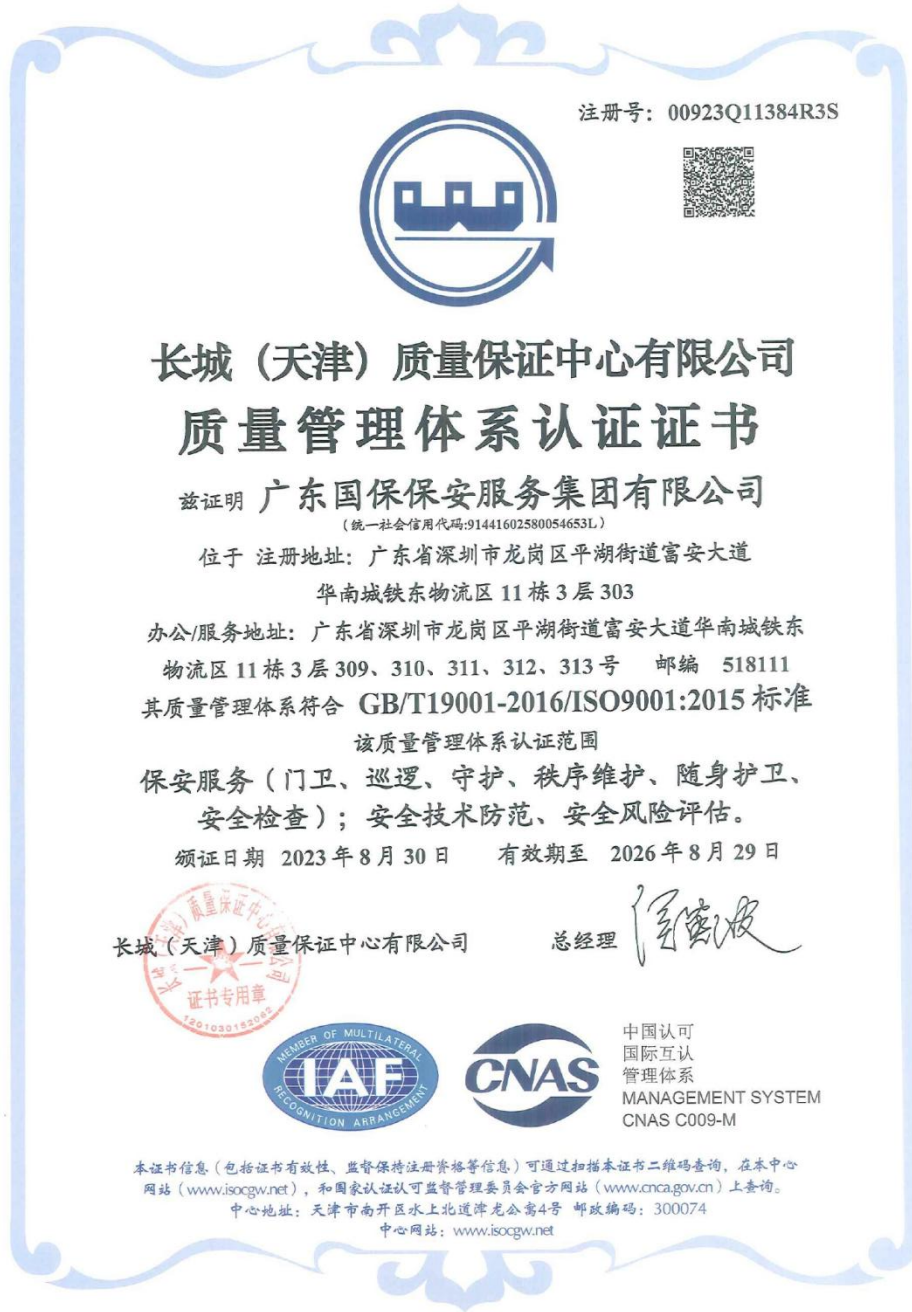 注册号：00923Q11384R3S
长城（天津）质量保证中心有限公司
质量管理体系认证证书
兹证明 广东国保保安服务集团有限公司
（统一社会信用代码:91441602580054653L）
位于 注册地址：广东省深圳市龙岗区平湖街道富安大道
华南城铁东物流区 11 栋 3 层 303
办公/服务地址：广东省深圳市龙岗区平湖街道富安大道华南城铁东
物流区 11 栋 3 层 309、310、311、312、313 号 邮编 518111
其质量管理体系符合 GB/T19001-2016/ISO9001:2015 标准
该质量管理体系认证范围
保安服务（门卫、巡逻、守护、秩序维护、随身护卫、
安全检查）；安全技术防范、安全风险评估。
颁证日期 2023 年 8 月 30 日 有效期至 2026 年 8 月 29 日
长城（天津）质量保证中心有限公司
证书专用章
1201030152062
长城（天津）质量保证中心有限公司 总经理
MEMBER OF MULTILATERAL
IAF
RECOGNITION ARRANGEMENT
CNAS
中国认可
国际互认
管理体系
MANAGEMENT SYSTEM
CNAS C009-M
本证书信息（包括证书有效性、监督保持注册资格等信息）可通过扫描本证书二维码查询，在本中心
网站（www.isocgw.net），和国家认证认可监督管理委员会官方网站（www.cnca.gov.cn）上查询。
中心地址：天津市南开区水上北道津龙公寓4号 邮政编码：300074
中心网站：www.isocgw.net